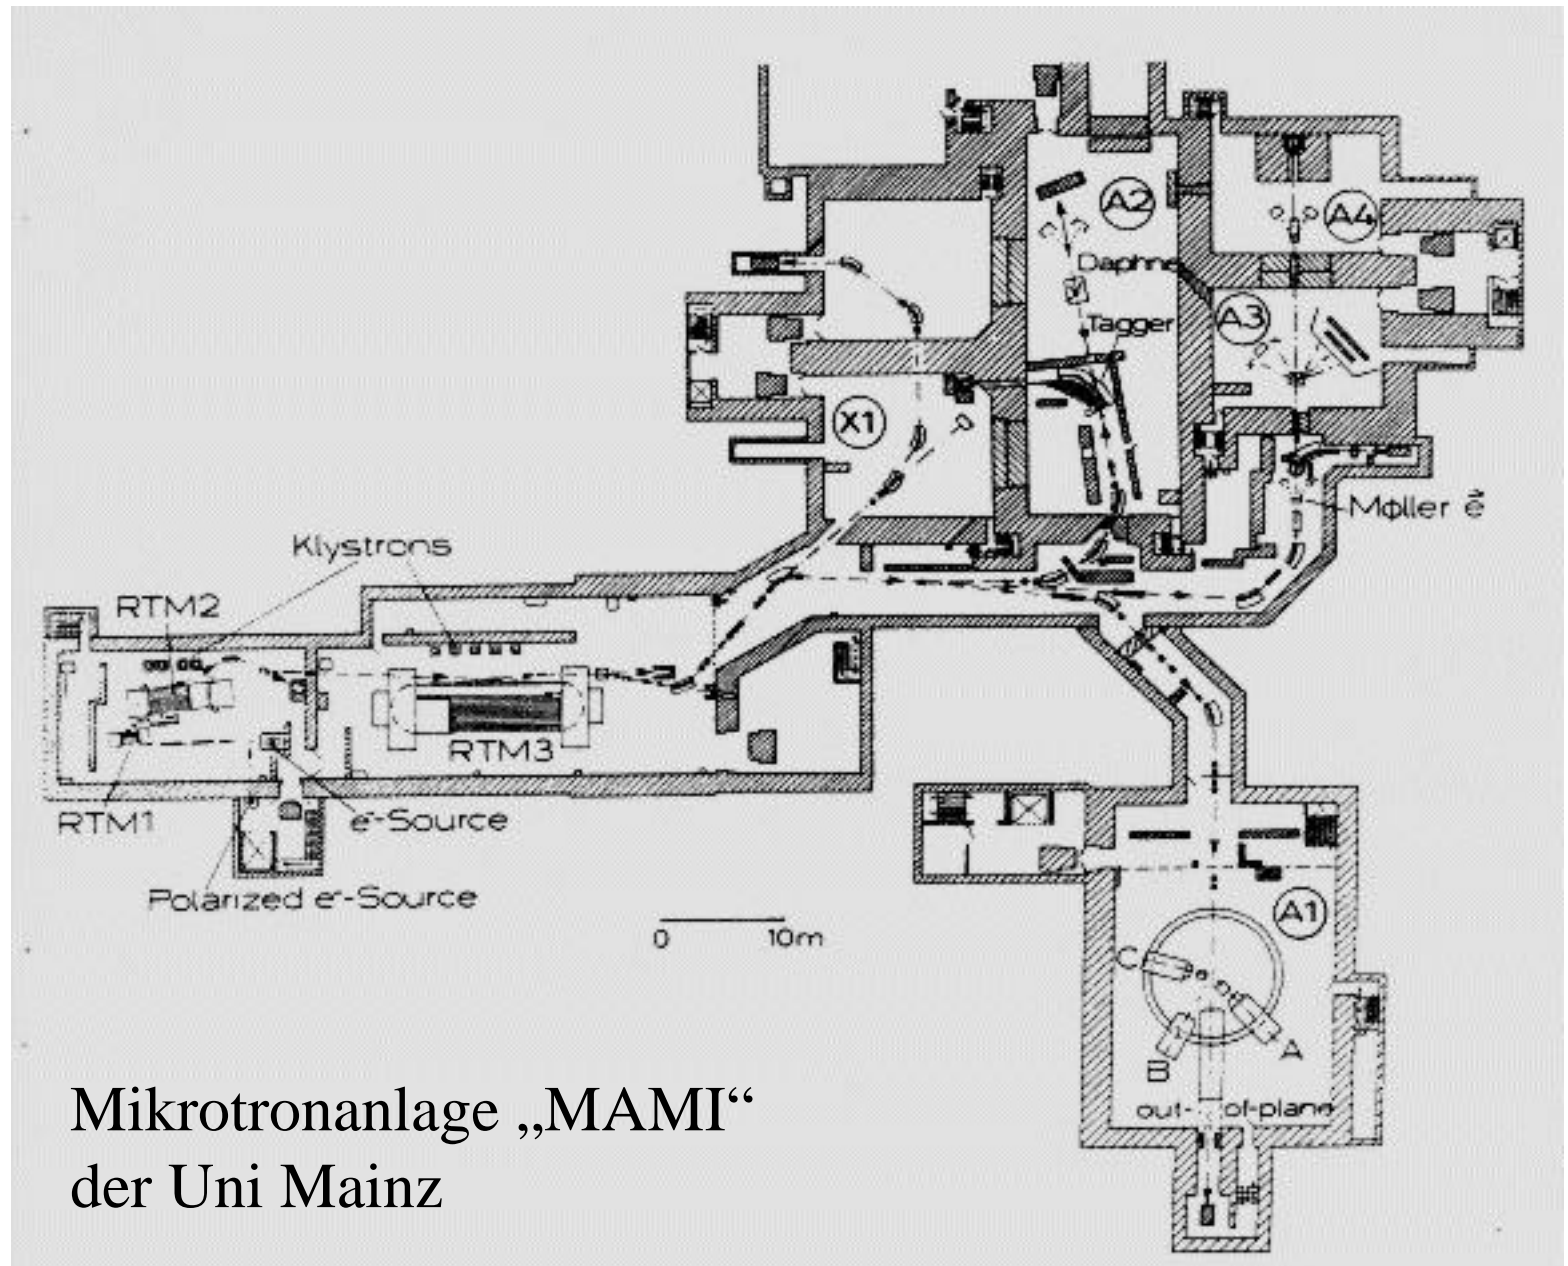 A2
A4
Daphne
A3
Tagger
X1
Møller e⃗
Klystrons
RTM2
RTM3
RTM1
e⁻-Source
Polarized e⁻-Source
0 10m
A1
C
A
B
out- of-plane
Mikrotronanlage „MAMI“
der Uni Mainz